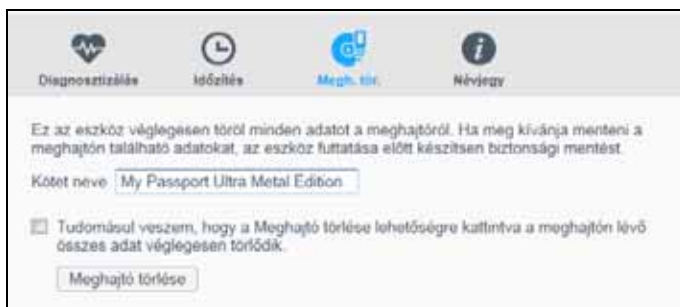 Diagnosztizálás Időzítés Megh. tör. Névjegy
Ez az eszköz véglegesen töröl minden adatot a meghajtóról. Ha meg kívánja menteni a
meghajtón található adatokat, az eszköz futtatása előtt készítsen biztonsági mentést.
Kötet neve My Passport Ultra Metal Edition
Tudomásul veszem, hogy a Meghajtó törlése lehetőségre kattintva a meghajtón lévő
összes adat véglegesen törlődik.
Meghajtó törlése